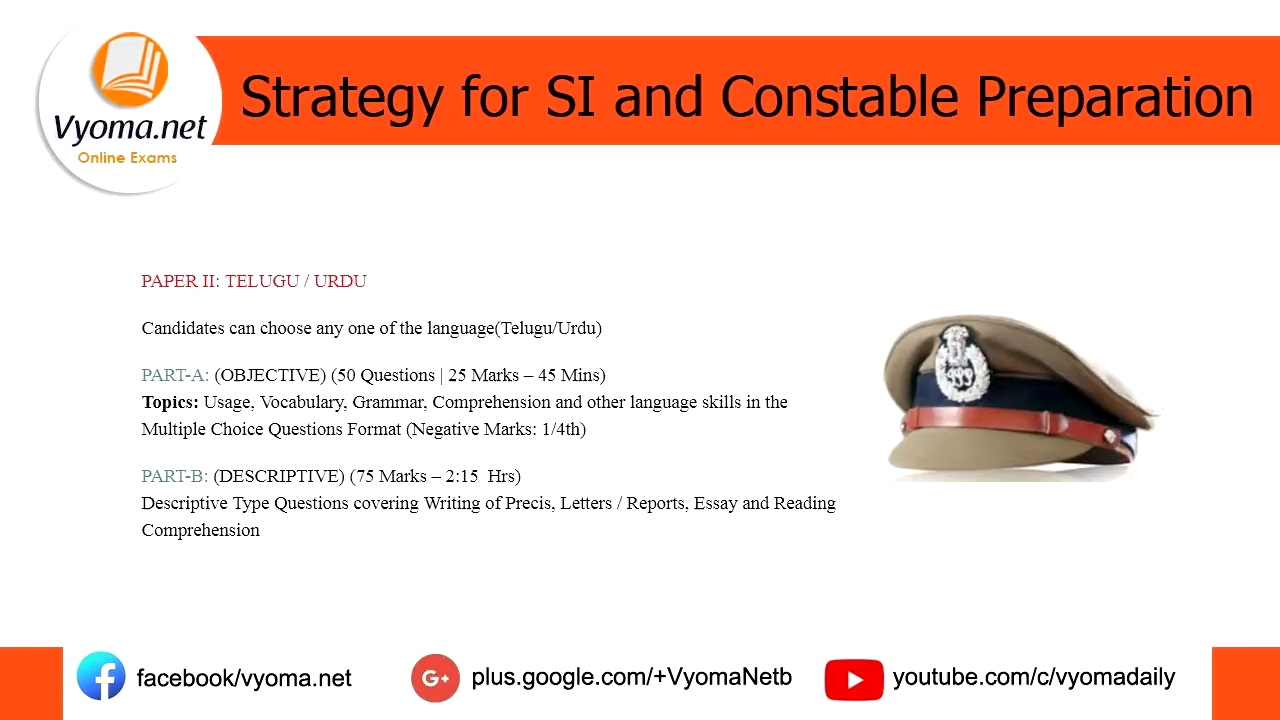 Vyoma.net
Online Exams
Strategy for SI and Constable Preparation
PAPER II: TELUGU / URDU
Candidates can choose any one of the language(Telugu/Urdu)
PART-A: (OBJECTIVE) (50 Questions | 25 Marks – 45 Mins)
Topics: Usage, Vocabulary, Grammar, Comprehension and other language skills in the
Multiple Choice Questions Format (Negative Marks: 1/4th)
PART-B: (DESCRIPTIVE) (75 Marks – 2:15  Hrs)
Descriptive Type Questions covering Writing of Precis, Letters / Reports, Essay and Reading
Comprehension
facebook/vyoma.net
G+
plus.google.com/+VyomaNetb
youtube.com/c/vyomadaily